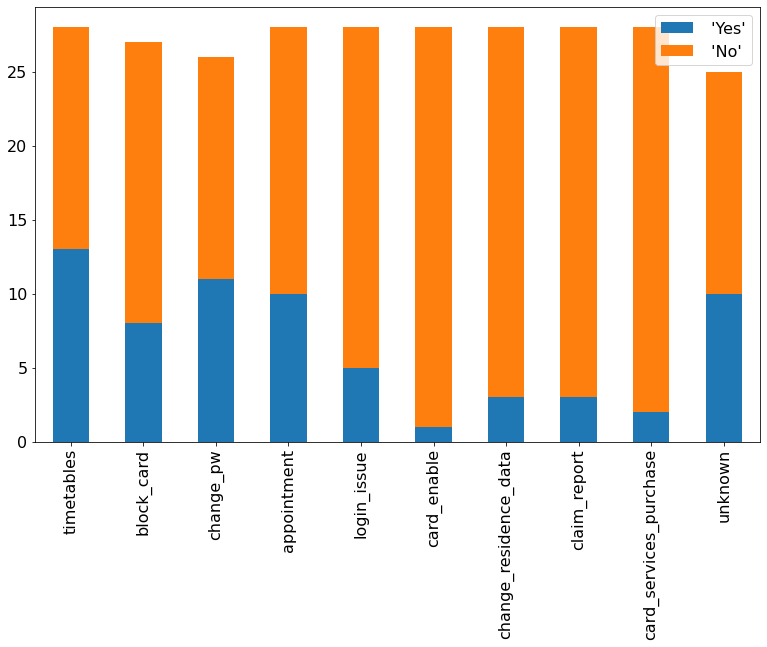 'Yes'
'No'
25
20
15
10
5
0
timetables
block_card
change_pw
appointment
login_issue
card_enable
change_residence_data
claim_report
card_services_purchase
unknown